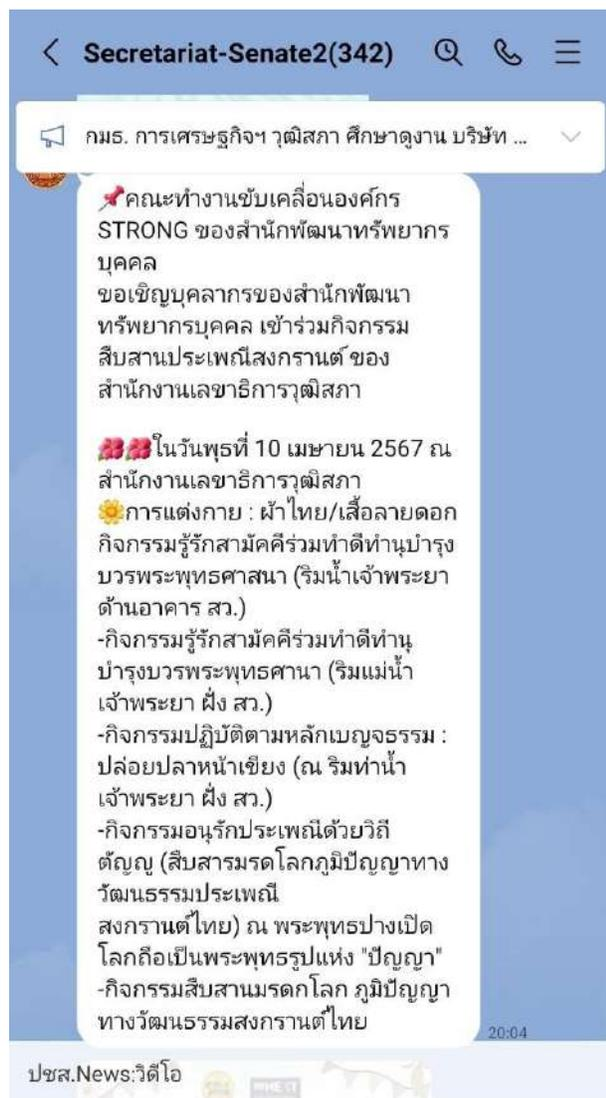 Secretariat-Senate2(342)
กมธ. การเศรษฐกิจฯ วุฒิสภา ศึกษาดูงาน บริษัท ...
📌คณะทำงานขับเคลื่อนองค์กร
STRONG ของสำนักพัฒนาทรัพยากร
บุคคล
ขอเชิญบุคลากรของสำนักพัฒนา
ทรัพยากรบุคคล เข้าร่วมกิจกรรม
สืบสานประเพณีสงกรานต์ ของ
สำนักงานเลขาธิการวุฒิสภา
🌺🌺ในวันพุธที่ 10 เมษายน 2567 ณ
สำนักงานเลขาธิการวุฒิสภา
🌼การแต่งกาย : ผ้าไทย/เสื้อลายดอก
กิจกรรมรู้รักสามัคคีร่วมทำดีทำนุบำรุง
บวรพระพุทธศาสนา (ริมน้ำเจ้าพระยา
ด้านอาคาร สว.)
-กิจกรรมรู้รักสามัคคีร่วมทำดีทำนุ
บำรุงบวรพระพุทธศานา (ริมแม่น้ำ
เจ้าพระยา ฝั่ง สว.)
-กิจกรรมปฏิบัติตามหลักเบญจธรรม :
ปล่อยปลาหน้าเขียง (ณ ริมท่าน้ำ
เจ้าพระยา ฝั่ง สว.)
-กิจกรรมอนุรักประเพณีด้วยวิถี
ตัญญู (สืบสารมรดโลกภูมิปัญญาทาง
วัฒนธรรมประเพณี
สงกรานต์ไทย) ณ พระพุทธปางเปิด
โลกถือเป็นพระพุทธรูปแห่ง "ปัญญา"
-กิจกรรมสืบสานมรดกโลก ภูมิปัญญา
ทางวัฒนธรรมสงกรานต์ไทย
20:04
ปชส.News:วิดีโอ